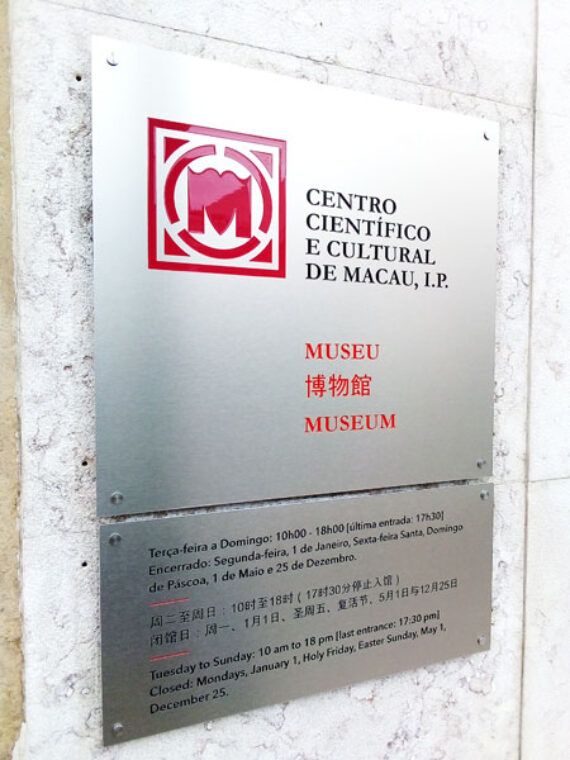 M
CENTRO
CIENTÍFICO
E CULTURAL
DE MACAU, I.P.
MUSEU
博物館
MUSEUM
Terça-feira a Domingo: 10h00 - 18h00 [última entrada: 17h30]
Encerrado: Segunda-feira, 1 de Janeiro, Sexta-feira Santa, Domingo
de Páscoa, 1 de Maio e 25 de Dezembro.
周二至周日：10时至18时（17时30分停止入馆）
闭馆日：周一、1月1日、圣周五、复活节、5月1日与12月25日
Tuesday to Sunday: 10 am to 18 pm [last entrance: 17:30 pm]
Closed: Mondays, January 1, Holy Friday, Easter Sunday, May 1,
December 25.